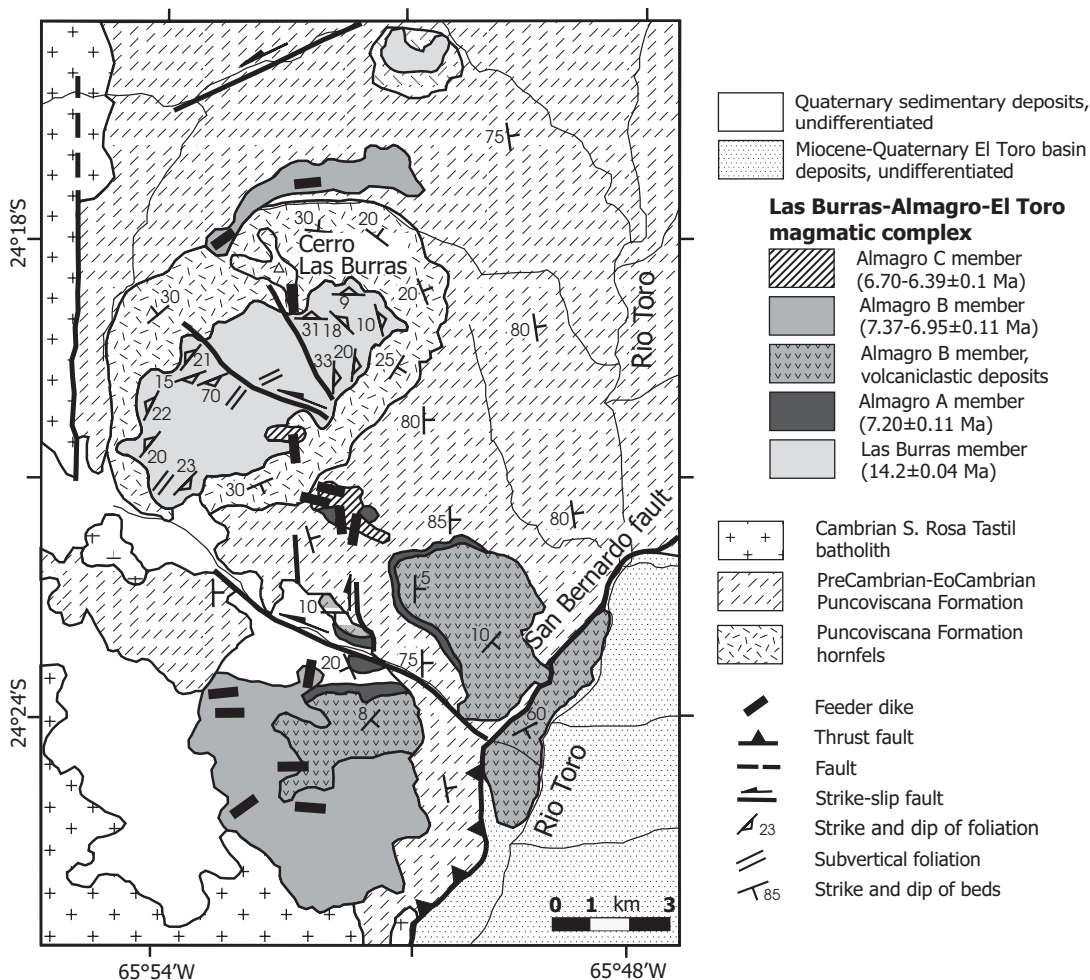 75
24°18'S
30
20
Cerro
Las Burras
30
20
9
31
18
10
80
21
33
20
25
15
70
22
80
20
23
30
85
80
Rio Toro
San Bernardo fault
5
10
10
20
75
60
24°24'S
8
Rio Toro
0 1 km 3
65°54'W
65°48'W
Quaternary sedimentary deposits,
undifferentiated
Miocene-Quaternary El Toro basin
deposits, undifferentiated
Las Burras-Almagro-El Toro
magmatic complex
Almagro C member
(6.70-6.39±0.1 Ma)
Almagro B member
(7.37-6.95±0.11 Ma)
Almagro B member,
volcaniclastic deposits
Almagro A member
(7.20±0.11 Ma)
Las Burras member
(14.2±0.04 Ma)
Cambrian S. Rosa Tastil
batholith
PreCambrian-EoCambrian
Puncoviscana Formation
Puncoviscana Formation
hornfels
Feeder dike
Thrust fault
Fault
Strike-slip fault
23
Strike and dip of foliation
Subvertical foliation
85
Strike and dip of beds